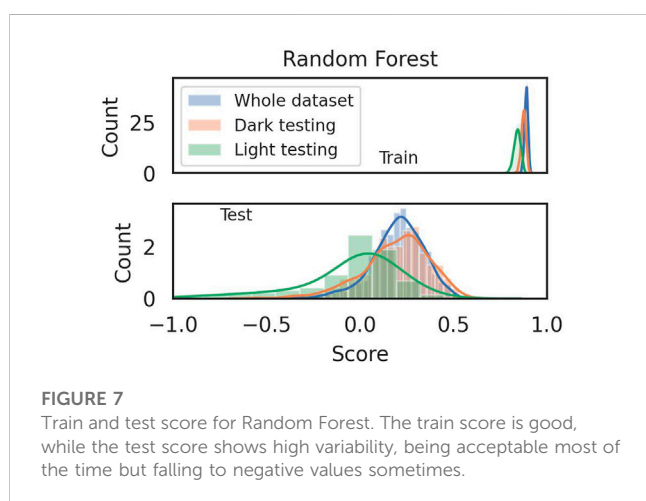 Random Forest
Count
25
0
Whole dataset
Dark testing
Light testing
Train
Count
2
0
Test
−1.0 −0.5 0.0 0.5 1.0
Score
FIGURE 7
Train and test score for Random Forest. The train score is good,
while the test score shows high variability, being acceptable most of
the time but falling to negative values sometimes.